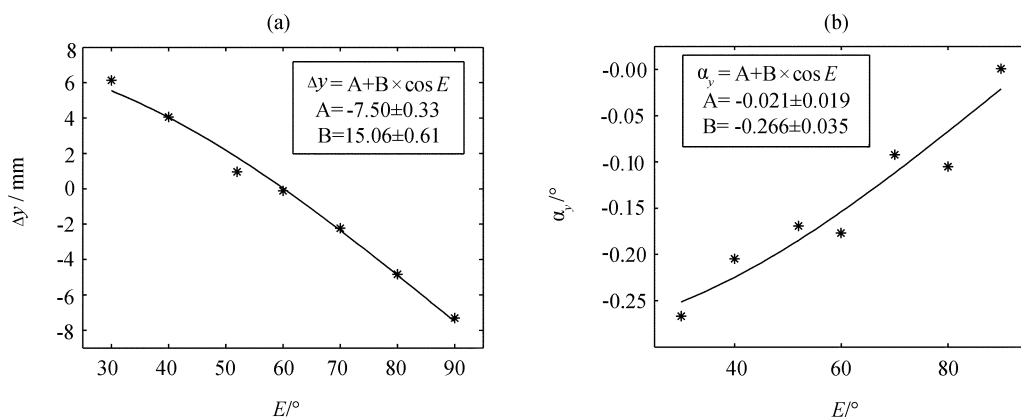 (a)
8
6
4
2
0
-2
-4
-6
-8
Δy / mm
Δy = A+B×cos E
A= -7.50±0.33
B=15.06±0.61
30 40 50 60 70 80 90
E/°
(b)
-0.00
-0.05
-0.10
-0.15
-0.20
-0.25
α_y/°
α_y = A+B×cos E
A= -0.021±0.019
B= -0.266±0.035
40 60 80
E/°